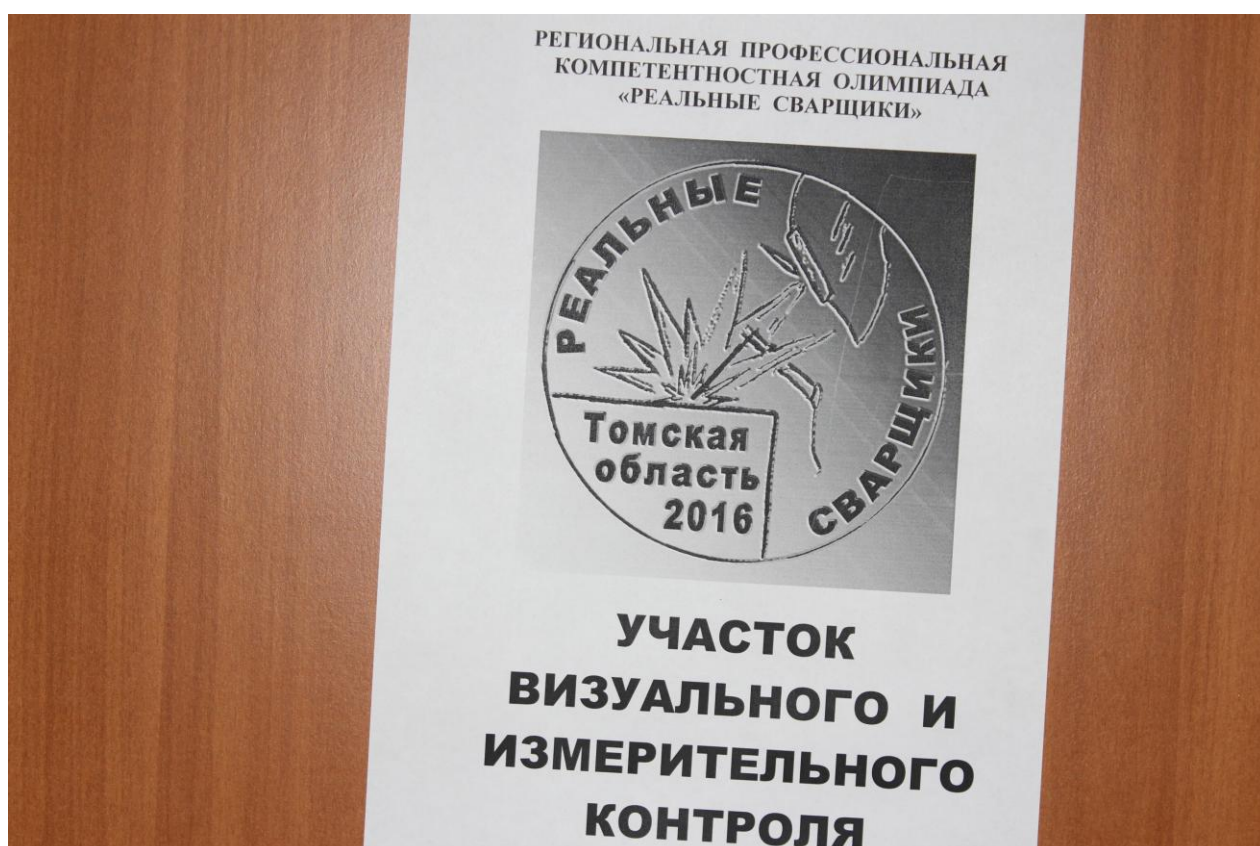 РЕГИОНАЛЬНАЯ ПРОФЕССИОНАЛЬНАЯ
КОМПЕТЕНТНОСТНАЯ ОЛИМПИАДА
«РЕАЛЬНЫЕ СВАРЩИКИ»
РЕАЛЬНЫЕ
СВАРЩИКИ
Томская
область
2016
УЧАСТОК
ВИЗУАЛЬНОГО И
ИЗМЕРИТЕЛЬНОГО
КОНТРОЛЯ